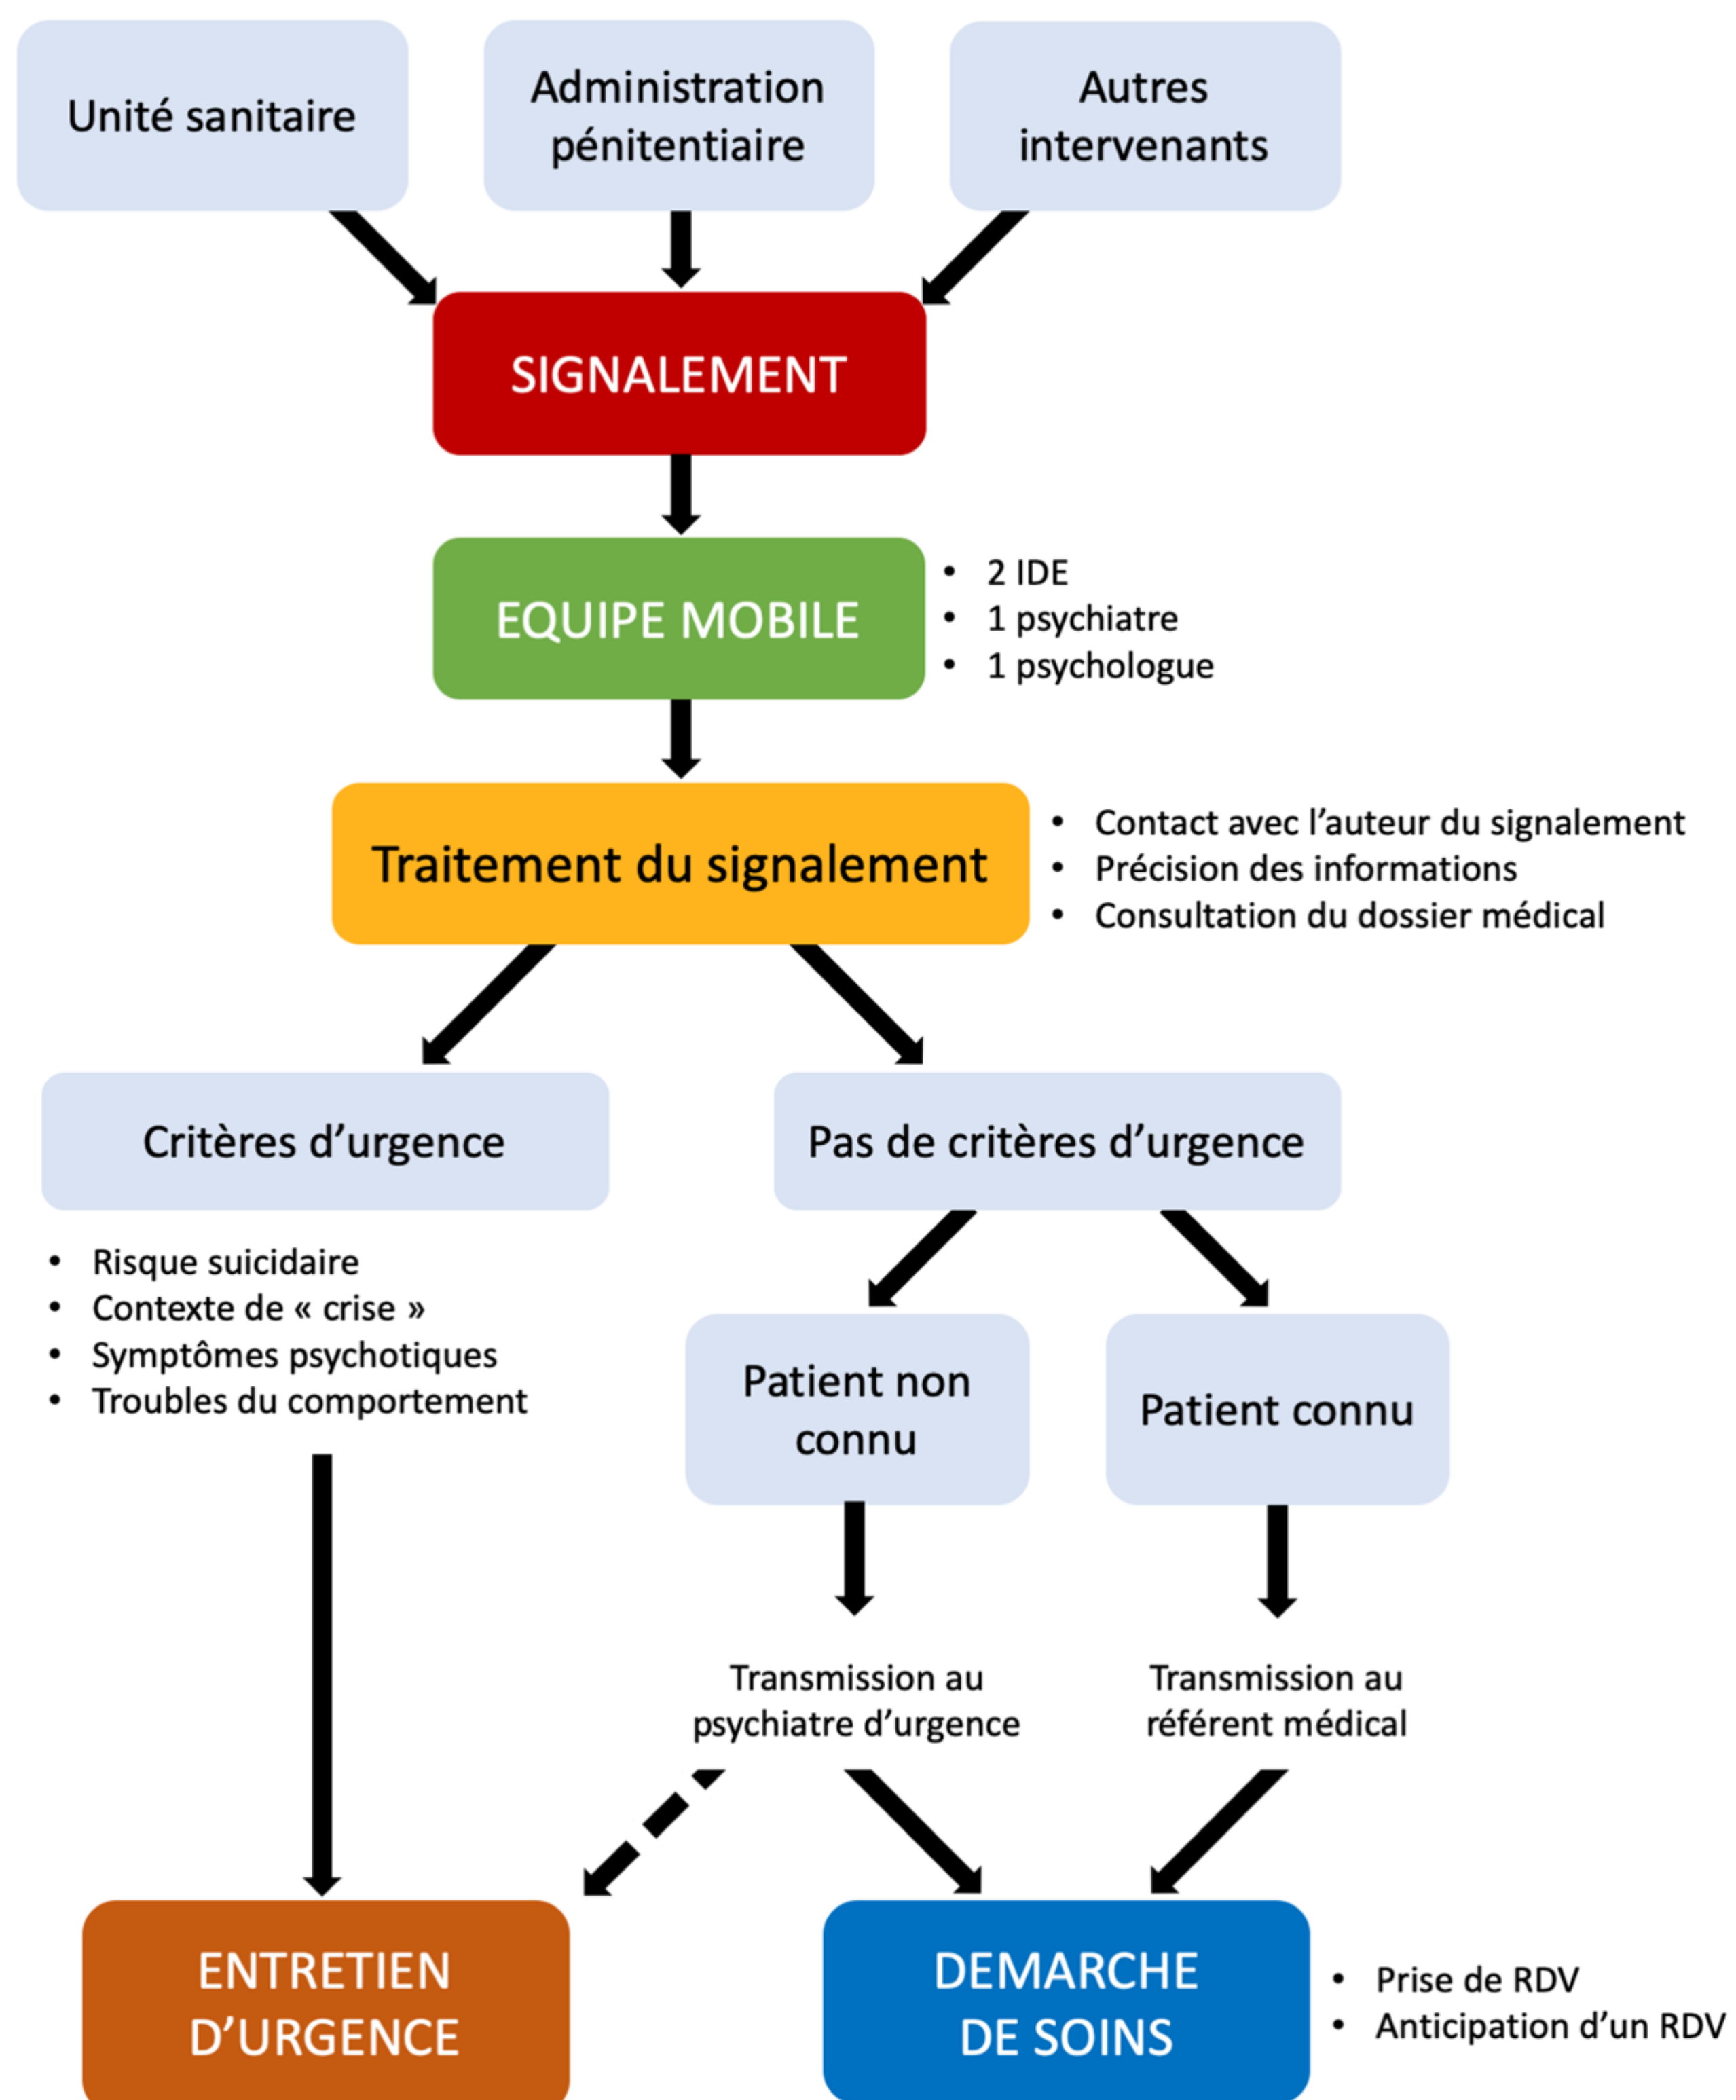 Unité sanitaire
Administration
pénitentiaire
Autres
intervenants
SIGNALEMENT
EQUIPE MOBILE
• 2 IDE
• 1 psychiatre
• 1 psychologue
Traitement du signalement
• Contact avec l’auteur du signalement
• Précision des informations
• Consultation du dossier médical
Critères d’urgence
Pas de critères d’urgence
• Risque suicidaire
• Contexte de « crise »
• Symptômes psychotiques
• Troubles du comportement
Patient non
connu
Patient connu
Transmission au
psychiatre d’urgence
Transmission au
référent médical
ENTRETIEN
D’URGENCE
DEMARCHE
DE SOINS
• Prise de RDV
• Anticipation d’un RDV